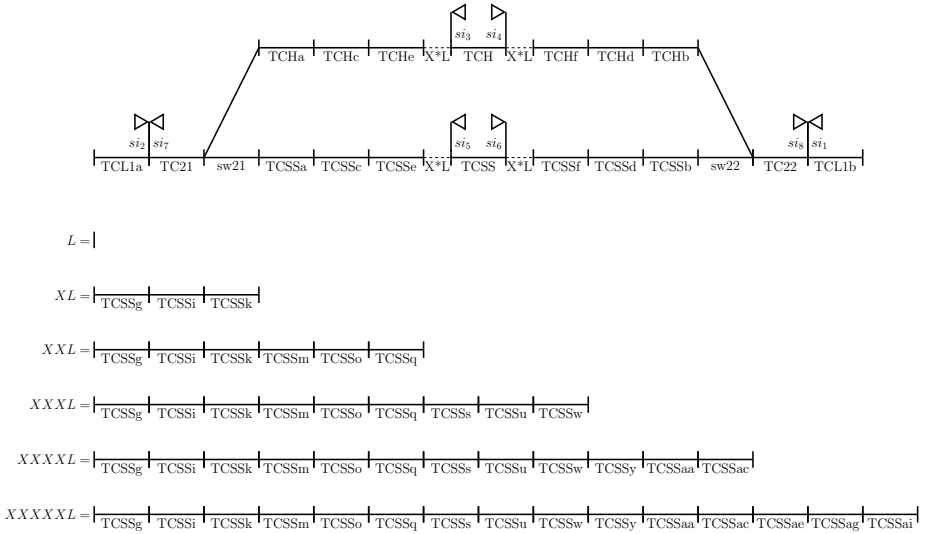 si3 si4
TCHa TCHc TCHe X*L TCH X*L TCHf TCHd TCHb
si2 si7 si5 si6 si8 si1
TCL1a TC21 sw21 TCSSa TCSSc TCSSe X*L TCSS X*L TCSSf TCSSd TCSSb sw22 TC22 TCL1b
L =
XL =
TCSSg TCSSi TCSSk
XXL =
TCSSg TCSSi TCSSk TCSSm TCSSo TCSSq
XXXL =
TCSSg TCSSi TCSSk TCSSm TCSSo TCSSq TCSSs TCSSu TCSSw
XXXXL =
TCSSg TCSSi TCSSk TCSSm TCSSo TCSSq TCSSs TCSSu TCSSw TCSSy TCSSaa TCSSac
XXXXXL =
TCSSg TCSSi TCSSk TCSSm TCSSo TCSSq TCSSs TCSSu TCSSw TCSSy TCSSaa TCSSac TCSSae TCSSag TCSSai